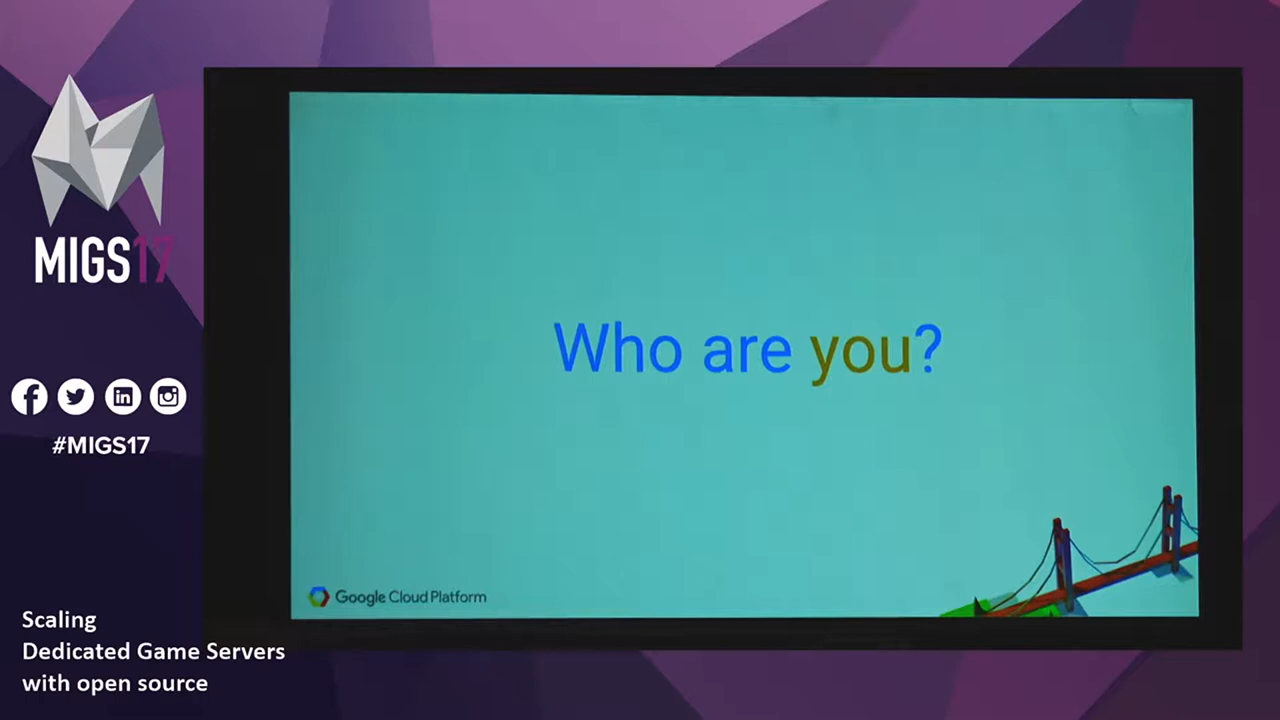 MIGS17
#MIGS17
Scaling
Dedicated Game Servers
with open source
Who are you?
Google Cloud Platform